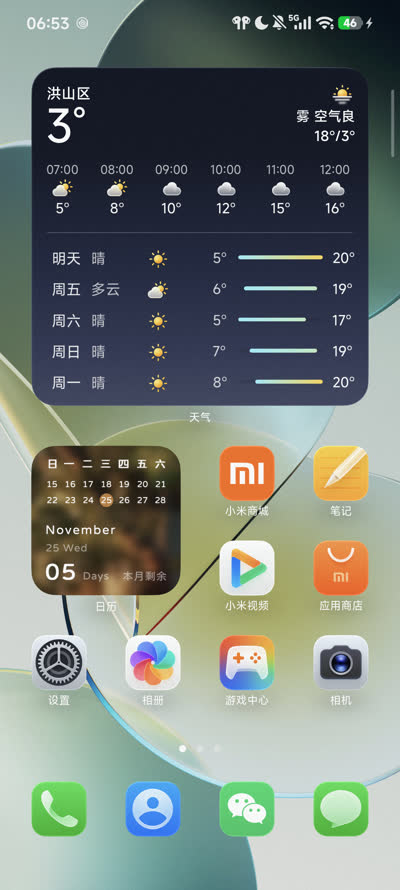 06:53
5G
46
洪山区
3°
雾 空气良
18°/3°
07:00 08:00 09:00 10:00 11:00 12:00
5° 8° 10° 12° 15° 16°
明天 晴 5° 20°
周五 多云 6° 19°
周六 晴 5° 17°
周日 晴 7° 19°
周一 晴 8° 20°
天气
日 一 二 三 四 五 六
15 16 17 18 19 20 21
22 23 24 25 26 27 28
November
25 Wed
05 Days 本月剩余
日历
mi
小米商城
笔记
小米视频
mi
应用商店
设置
相册
游戏中心
相机